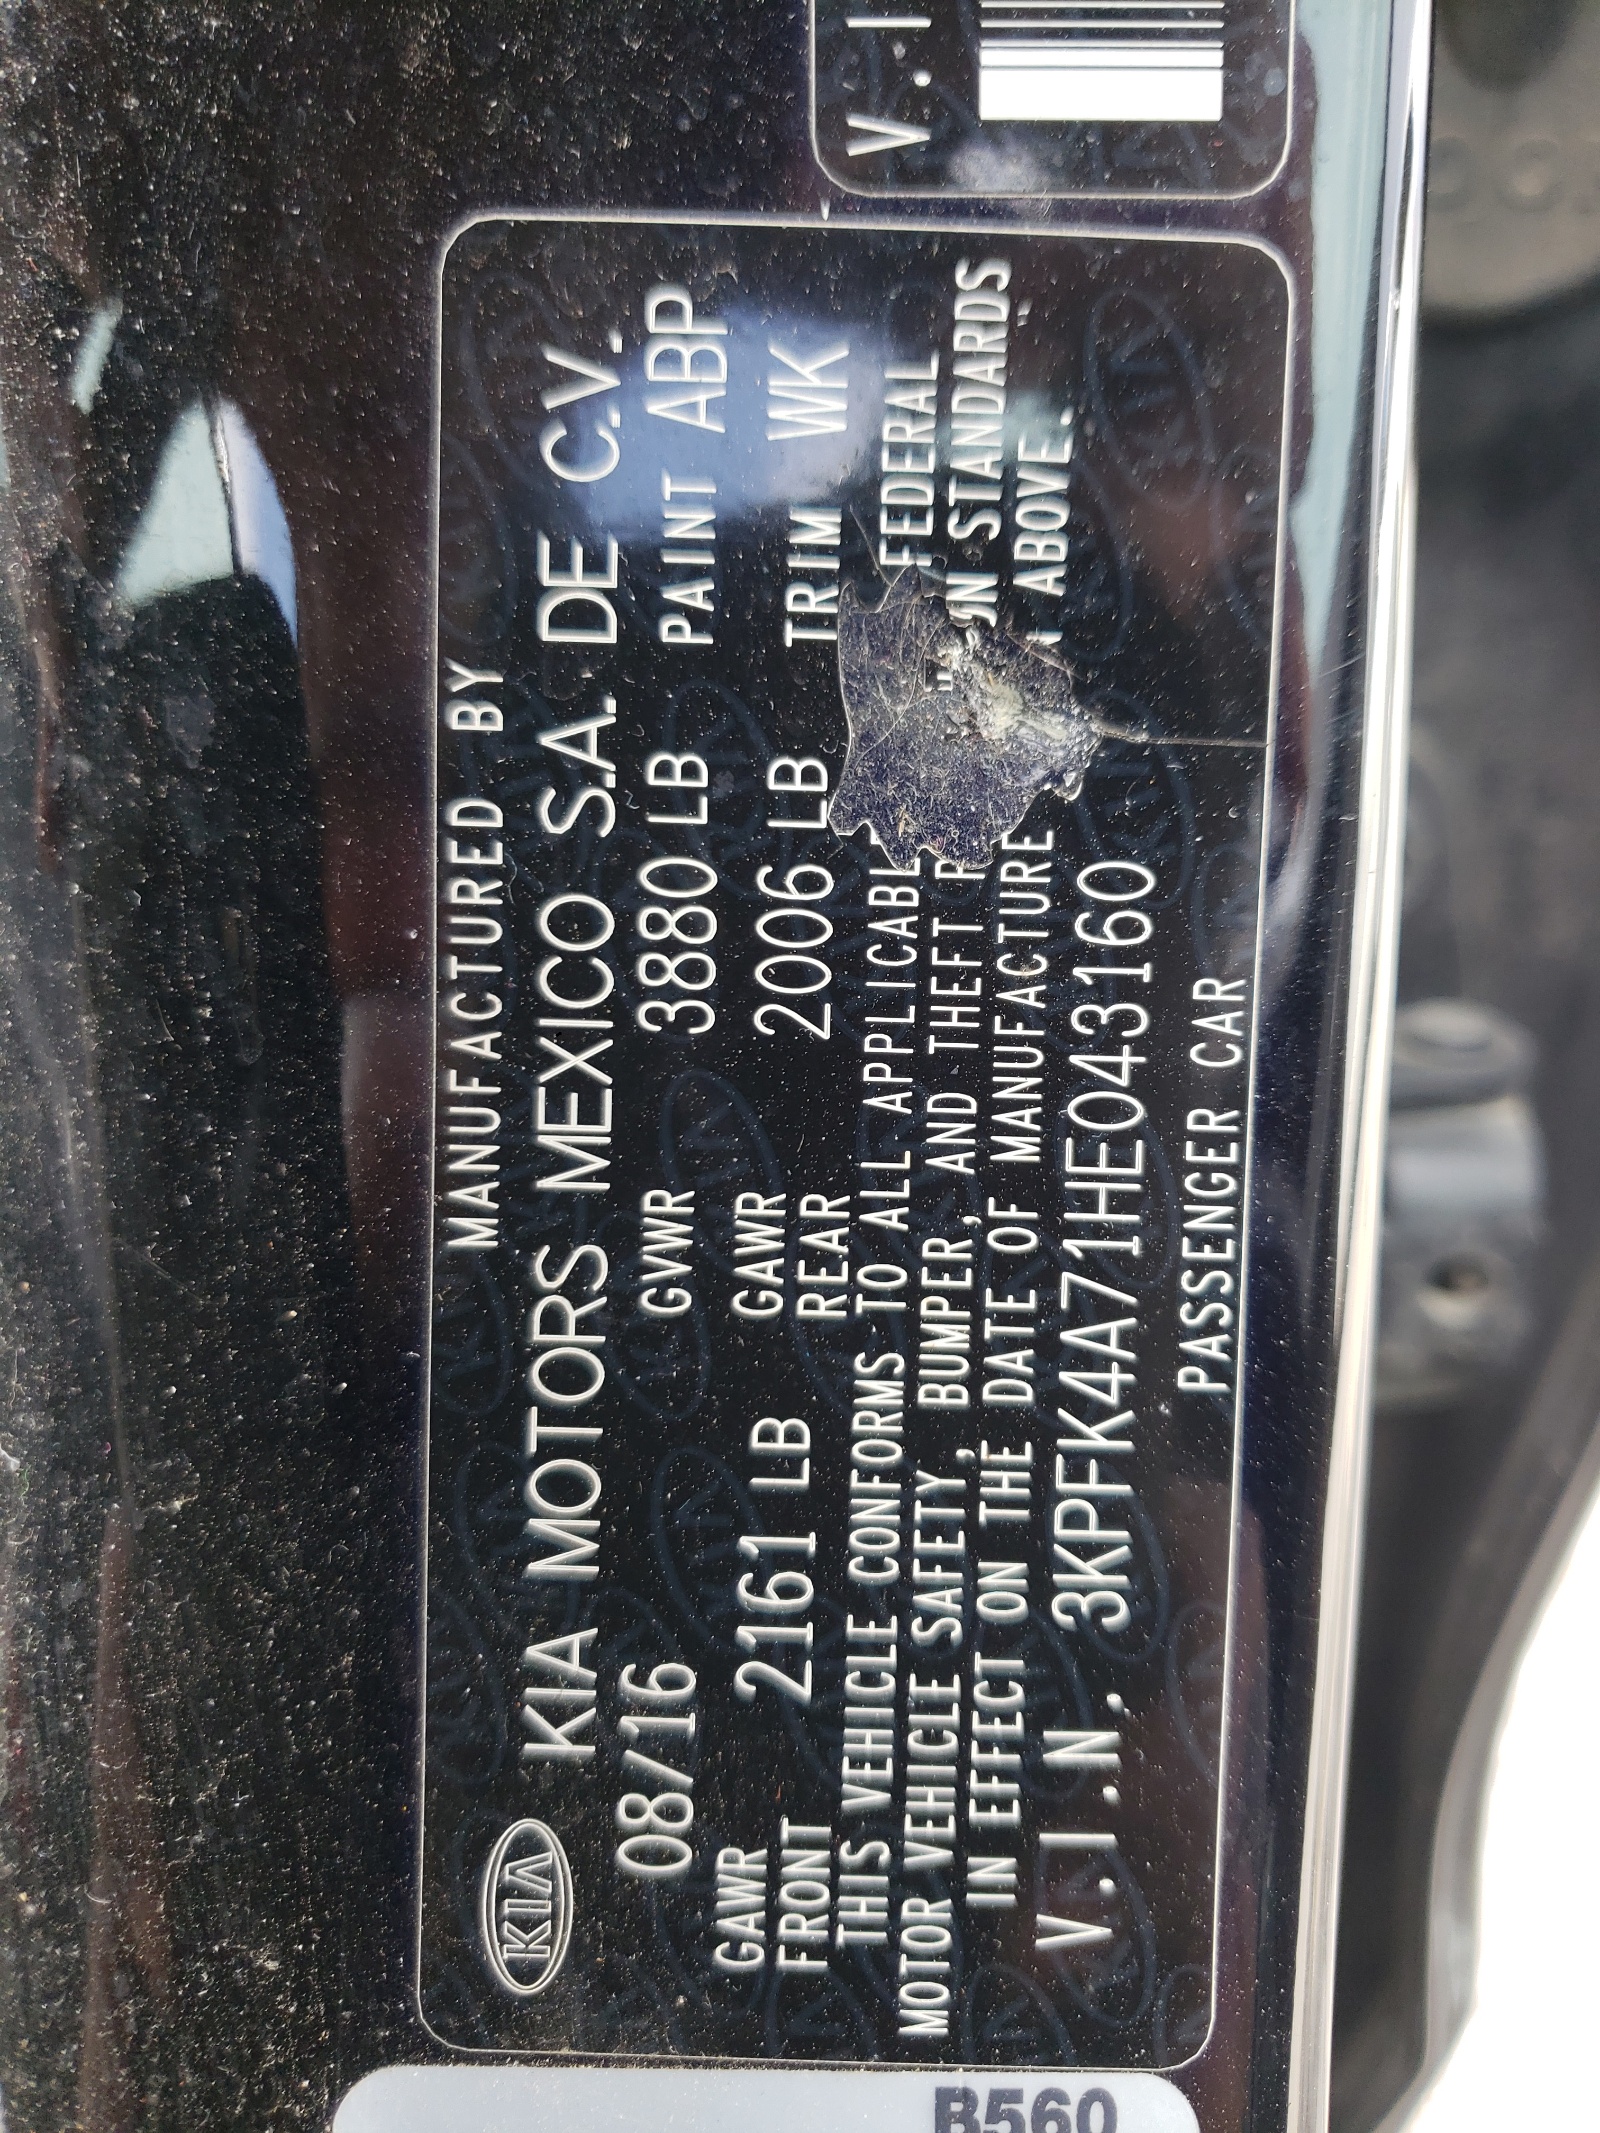 MANUFACTURED BY
KIA
KIA MOTORS MEXICO S.A. DE C.V.
08/16 GVWR 3880 LB PAINT ABP
GAWR FRONT 2161 LB GAWR REAR 2006 LB TRIM WK
THIS VEHICLE CONFORMS TO ALL FEDERAL
MOTOR VEHICLE SAFETY, BUMPER, AND THEFT STANDARDS
IN EFFECT ON THE DATE OF MANUFACTURE ABOVE.
V.I.N. 3KPFK4A71HE043160
PASSENGER CAR
V.I
B560